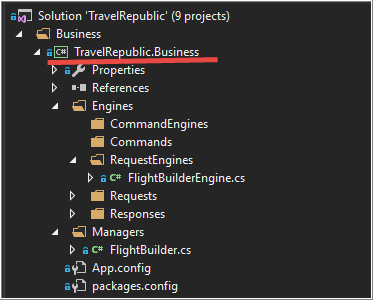 Solution 'TravelRepublic' (9 projects)
Business
C# TravelRepublic.Business
Properties
References
Engines
CommandEngines
Commands
RequestEngines
C# FlightBuilderEngine.cs
Requests
Responses
Managers
C# FlightBuilder.cs
App.config
packages.config